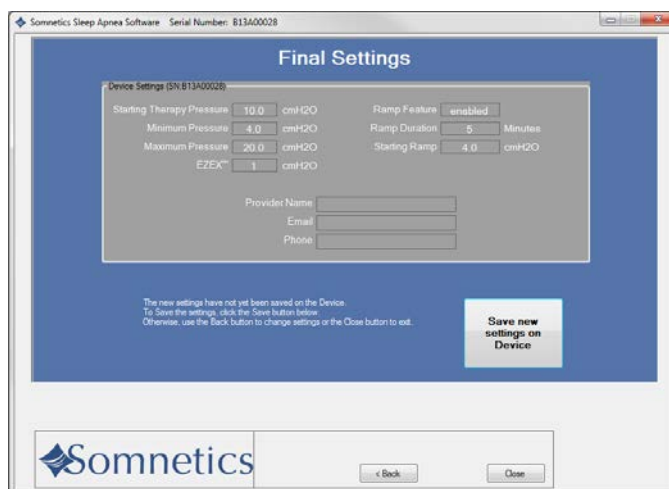 Somnetics Sleep Apnea Software Serial Number: B13A00028
Final Settings
Device Settings (SN:B13A00028)
Starting Therapy Pressure 10.0 cmH2O
Minimum Pressure 4.0 cmH2O
Maximum Pressure 20.0 cmH2O
EZEX™ 1 cmH2O
Ramp Feature enabled
Ramp Duration 5 Minutes
Starting Ramp 4.0 cmH2O
Provider Name
Email
Phone
The new settings have not yet been saved on the Device.
To Save the settings, click the Save button below.
Otherwise, use the Back button to change settings or the Close button to exit.
Save new
settings on
Device
Somnetics
< Back
Close